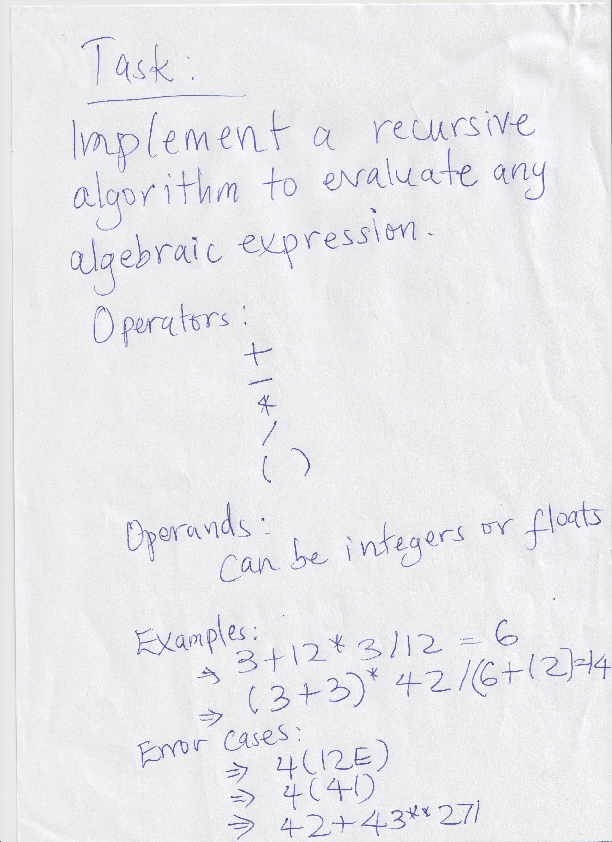 Task:
Implement a recursive
algorithm to evaluate any
algebraic expression.
Operators:
+
-
*
/
( )
Operands:
can be integers or floats
Examples:
→ 3+12*3/12 = 6
⇒ (3+3)* 42/(6+12)=14
Error cases:
⇒ 4(12E)
⇒ 4(41)
⇒ 42+43**271